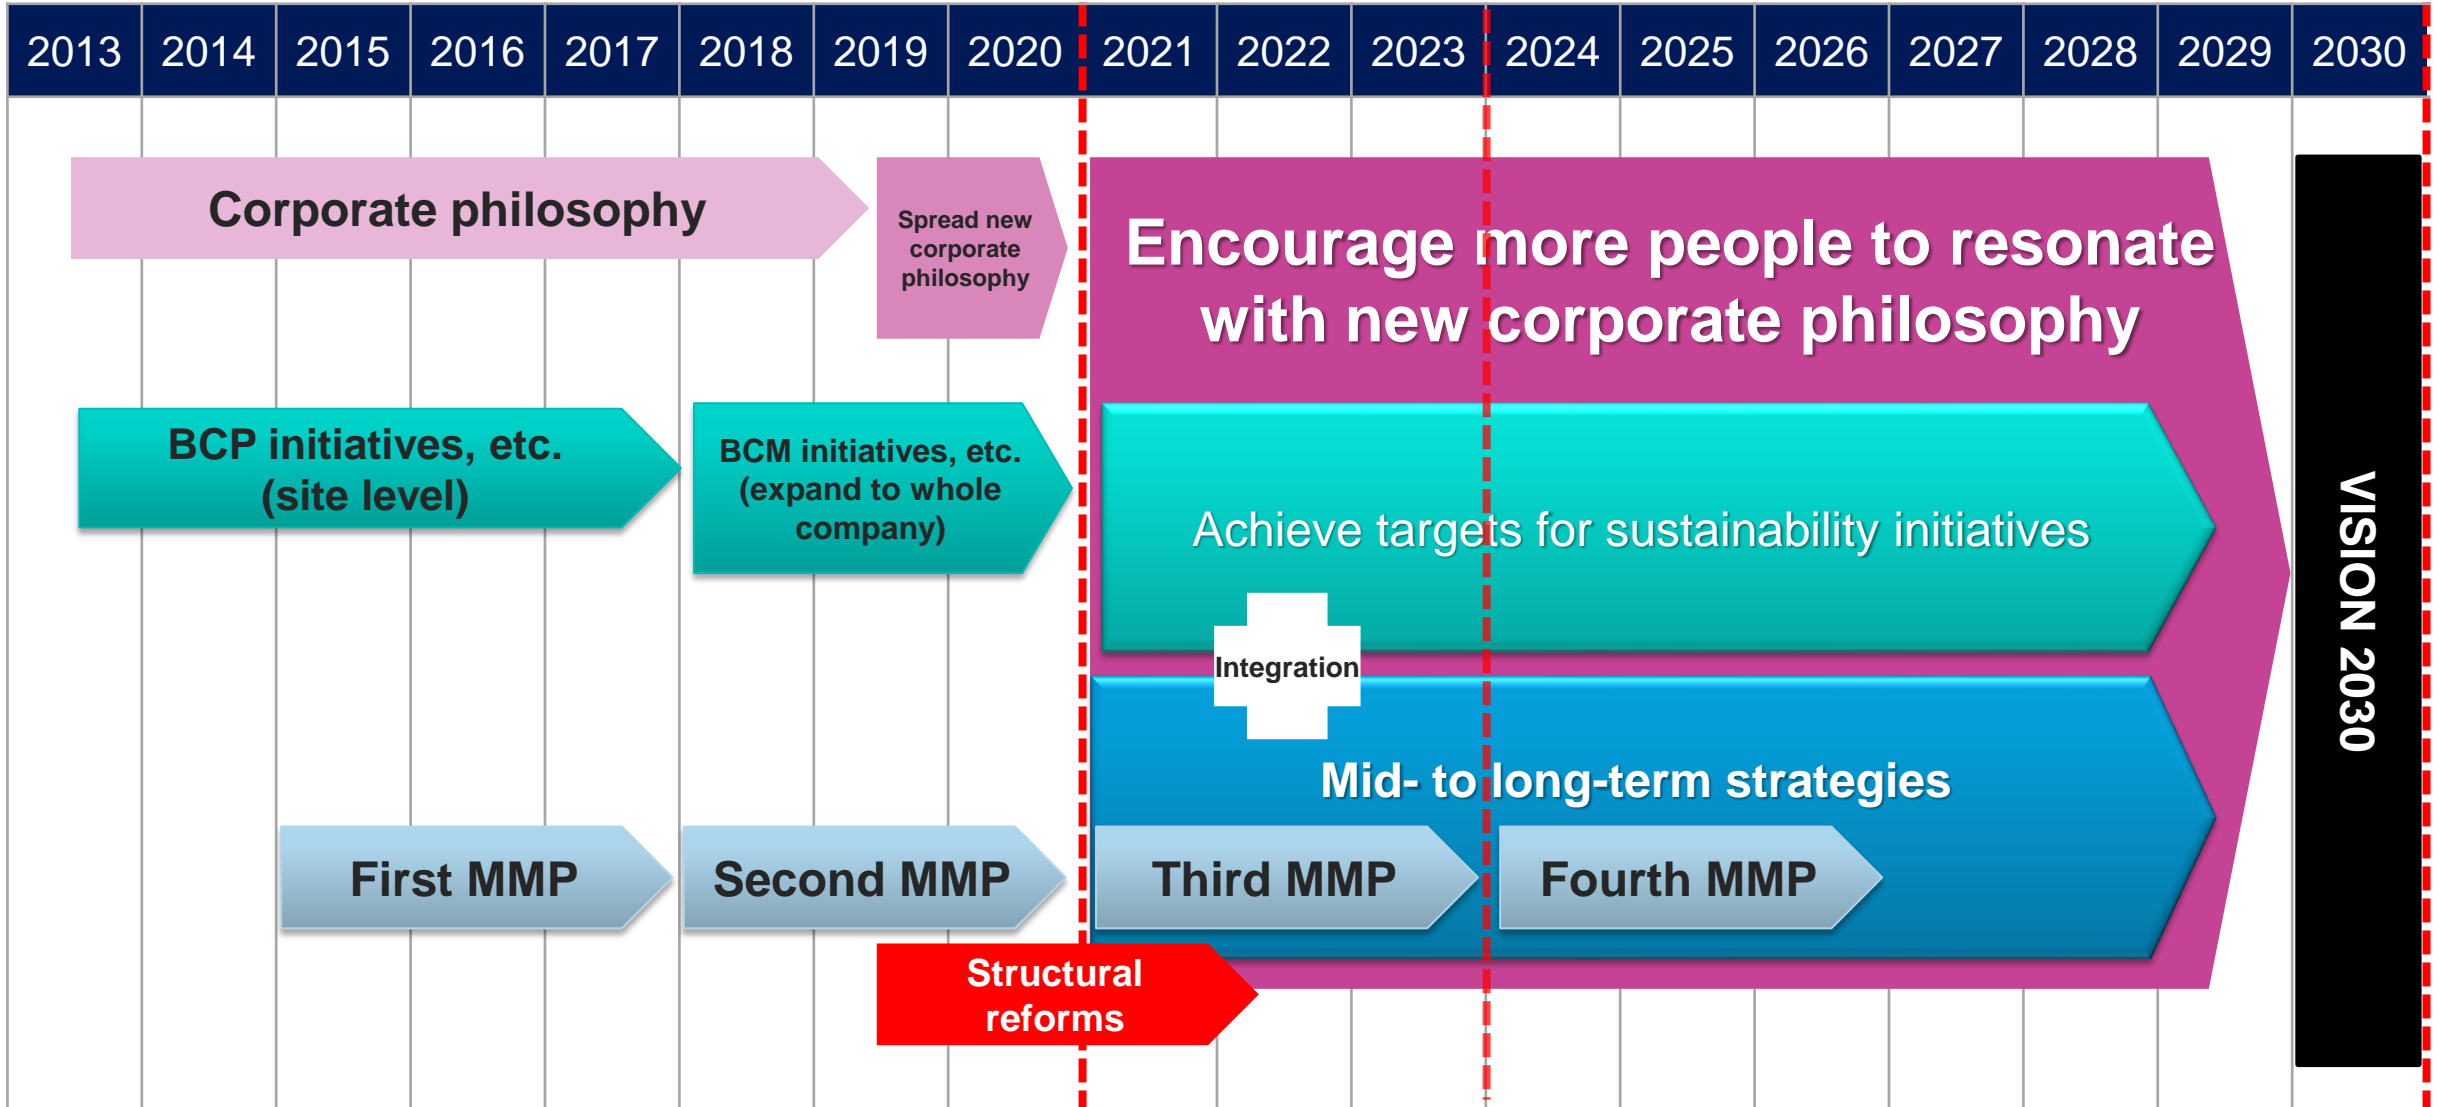 2013 2014 2015 2016 2017 2018 2019 2020 2021 2022 2023 2024 2025 2026 2027 2028 2029 2030
Corporate philosophy
Spread new
corporate
philosophy
Encourage more people to resonate
with new corporate philosophy
BCP initiatives, etc.
(site level)
BCM initiatives, etc.
(expand to whole
company)
Achieve targets for sustainability initiatives
Integration
Mid- to long-term strategies
First MMP
Second MMP
Third MMP
Fourth MMP
Structural
reforms
VISION 2030